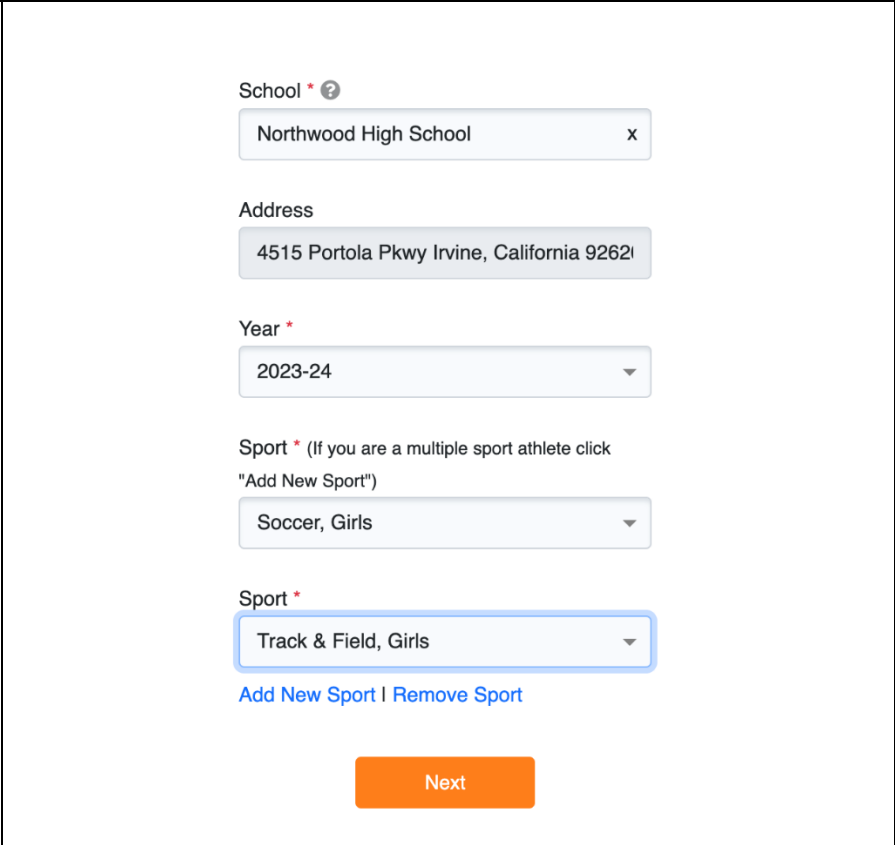 School * ?
Northwood High School x
Address
4515 Portola Pkwy Irvine, California
Year *
2023-24
Sport * (If you are a multiple sport athlete click
"Add New Sport")
Soccer, Girls
Sport *
Track & Field, Girls
Add New Sport | Remove Sport
Next